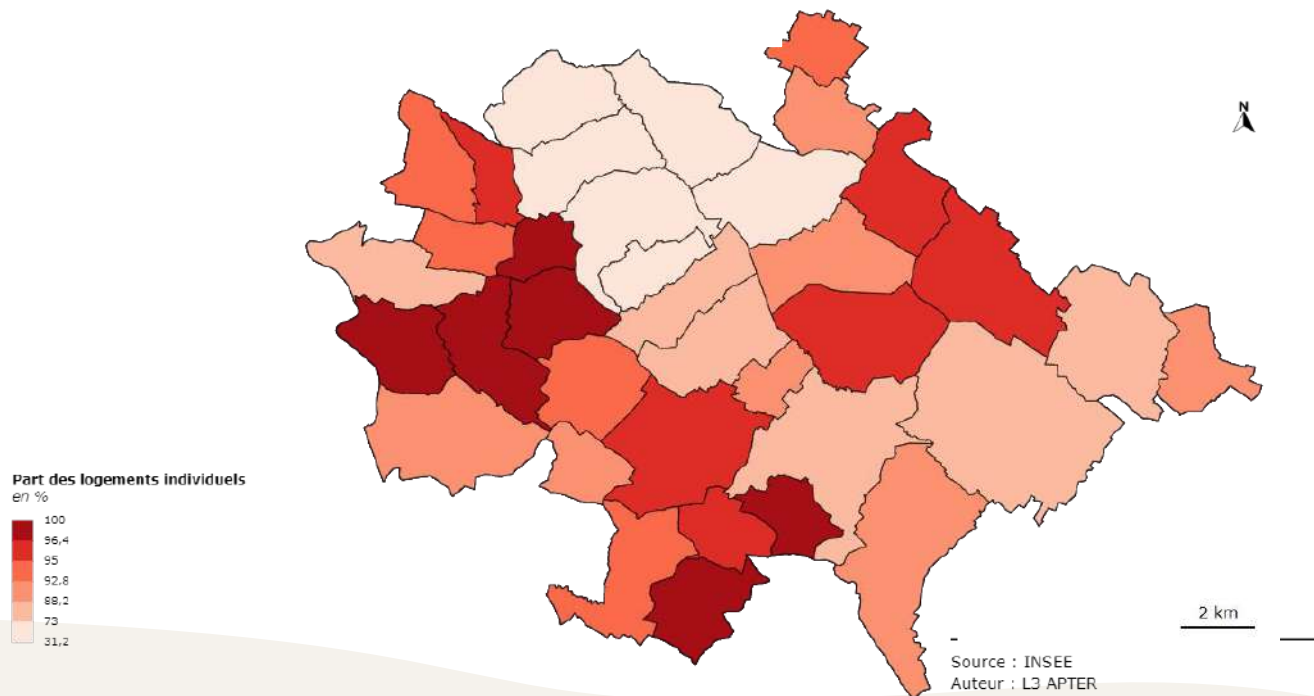 N
Part des logements individuels
en %
100
96,4
95
92,8
88,2
73
31,2
2 km
Source : INSEE
Auteur : L3 APTER